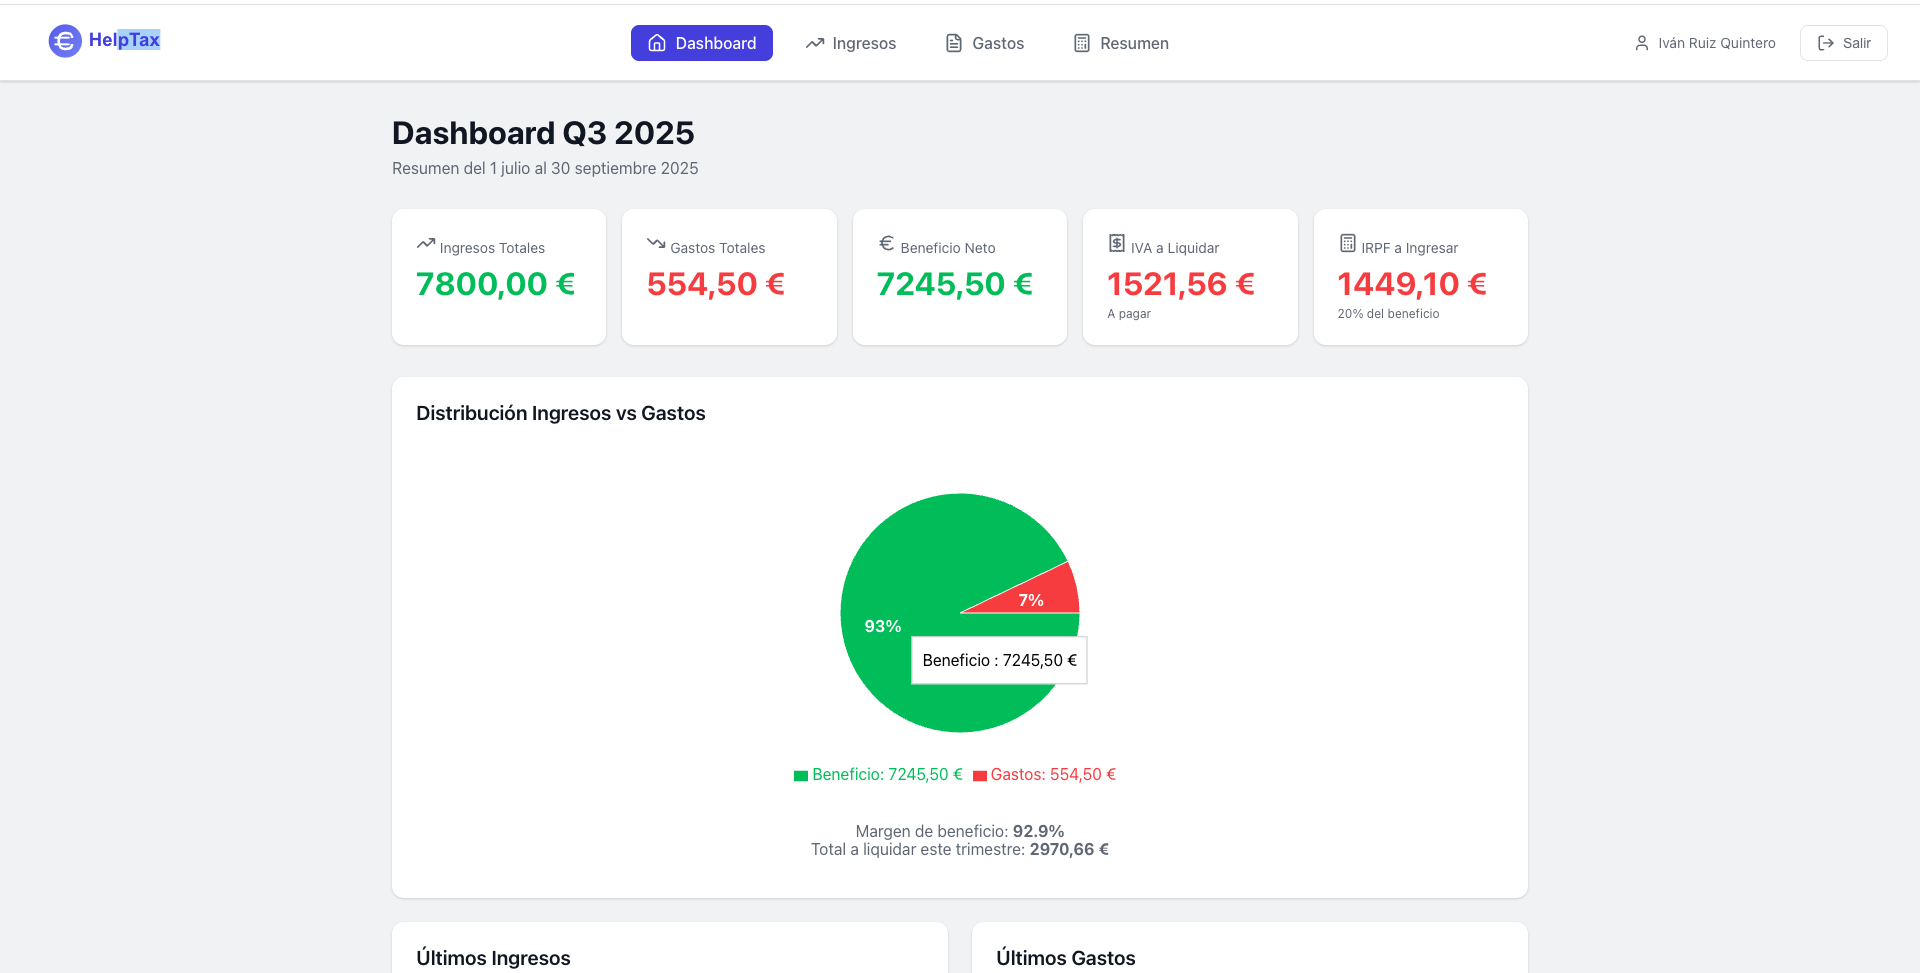 HelpTax
Dashboard
Ingresos
Gastos
Resumen
Iván Ruiz Quintero
Salir
Dashboard Q3 2025
Resumen del 1 julio al 30 septiembre 2025
Ingresos Totales
7800,00 €
Gastos Totales
554,50 €
Beneficio Neto
7245,50 €
IVA a Liquidar
1521,56 €
A pagar
IRPF a Ingresar
1449,10 €
20% del beneficio
Distribución Ingresos vs Gastos
7%
93%
Beneficio : 7245,50 €
Beneficio: 7245,50 €
Gastos: 554,50 €
Margen de beneficio: 92.9%
Total a liquidar este trimestre: 2970,66 €
Últimos Ingresos
Últimos Gastos